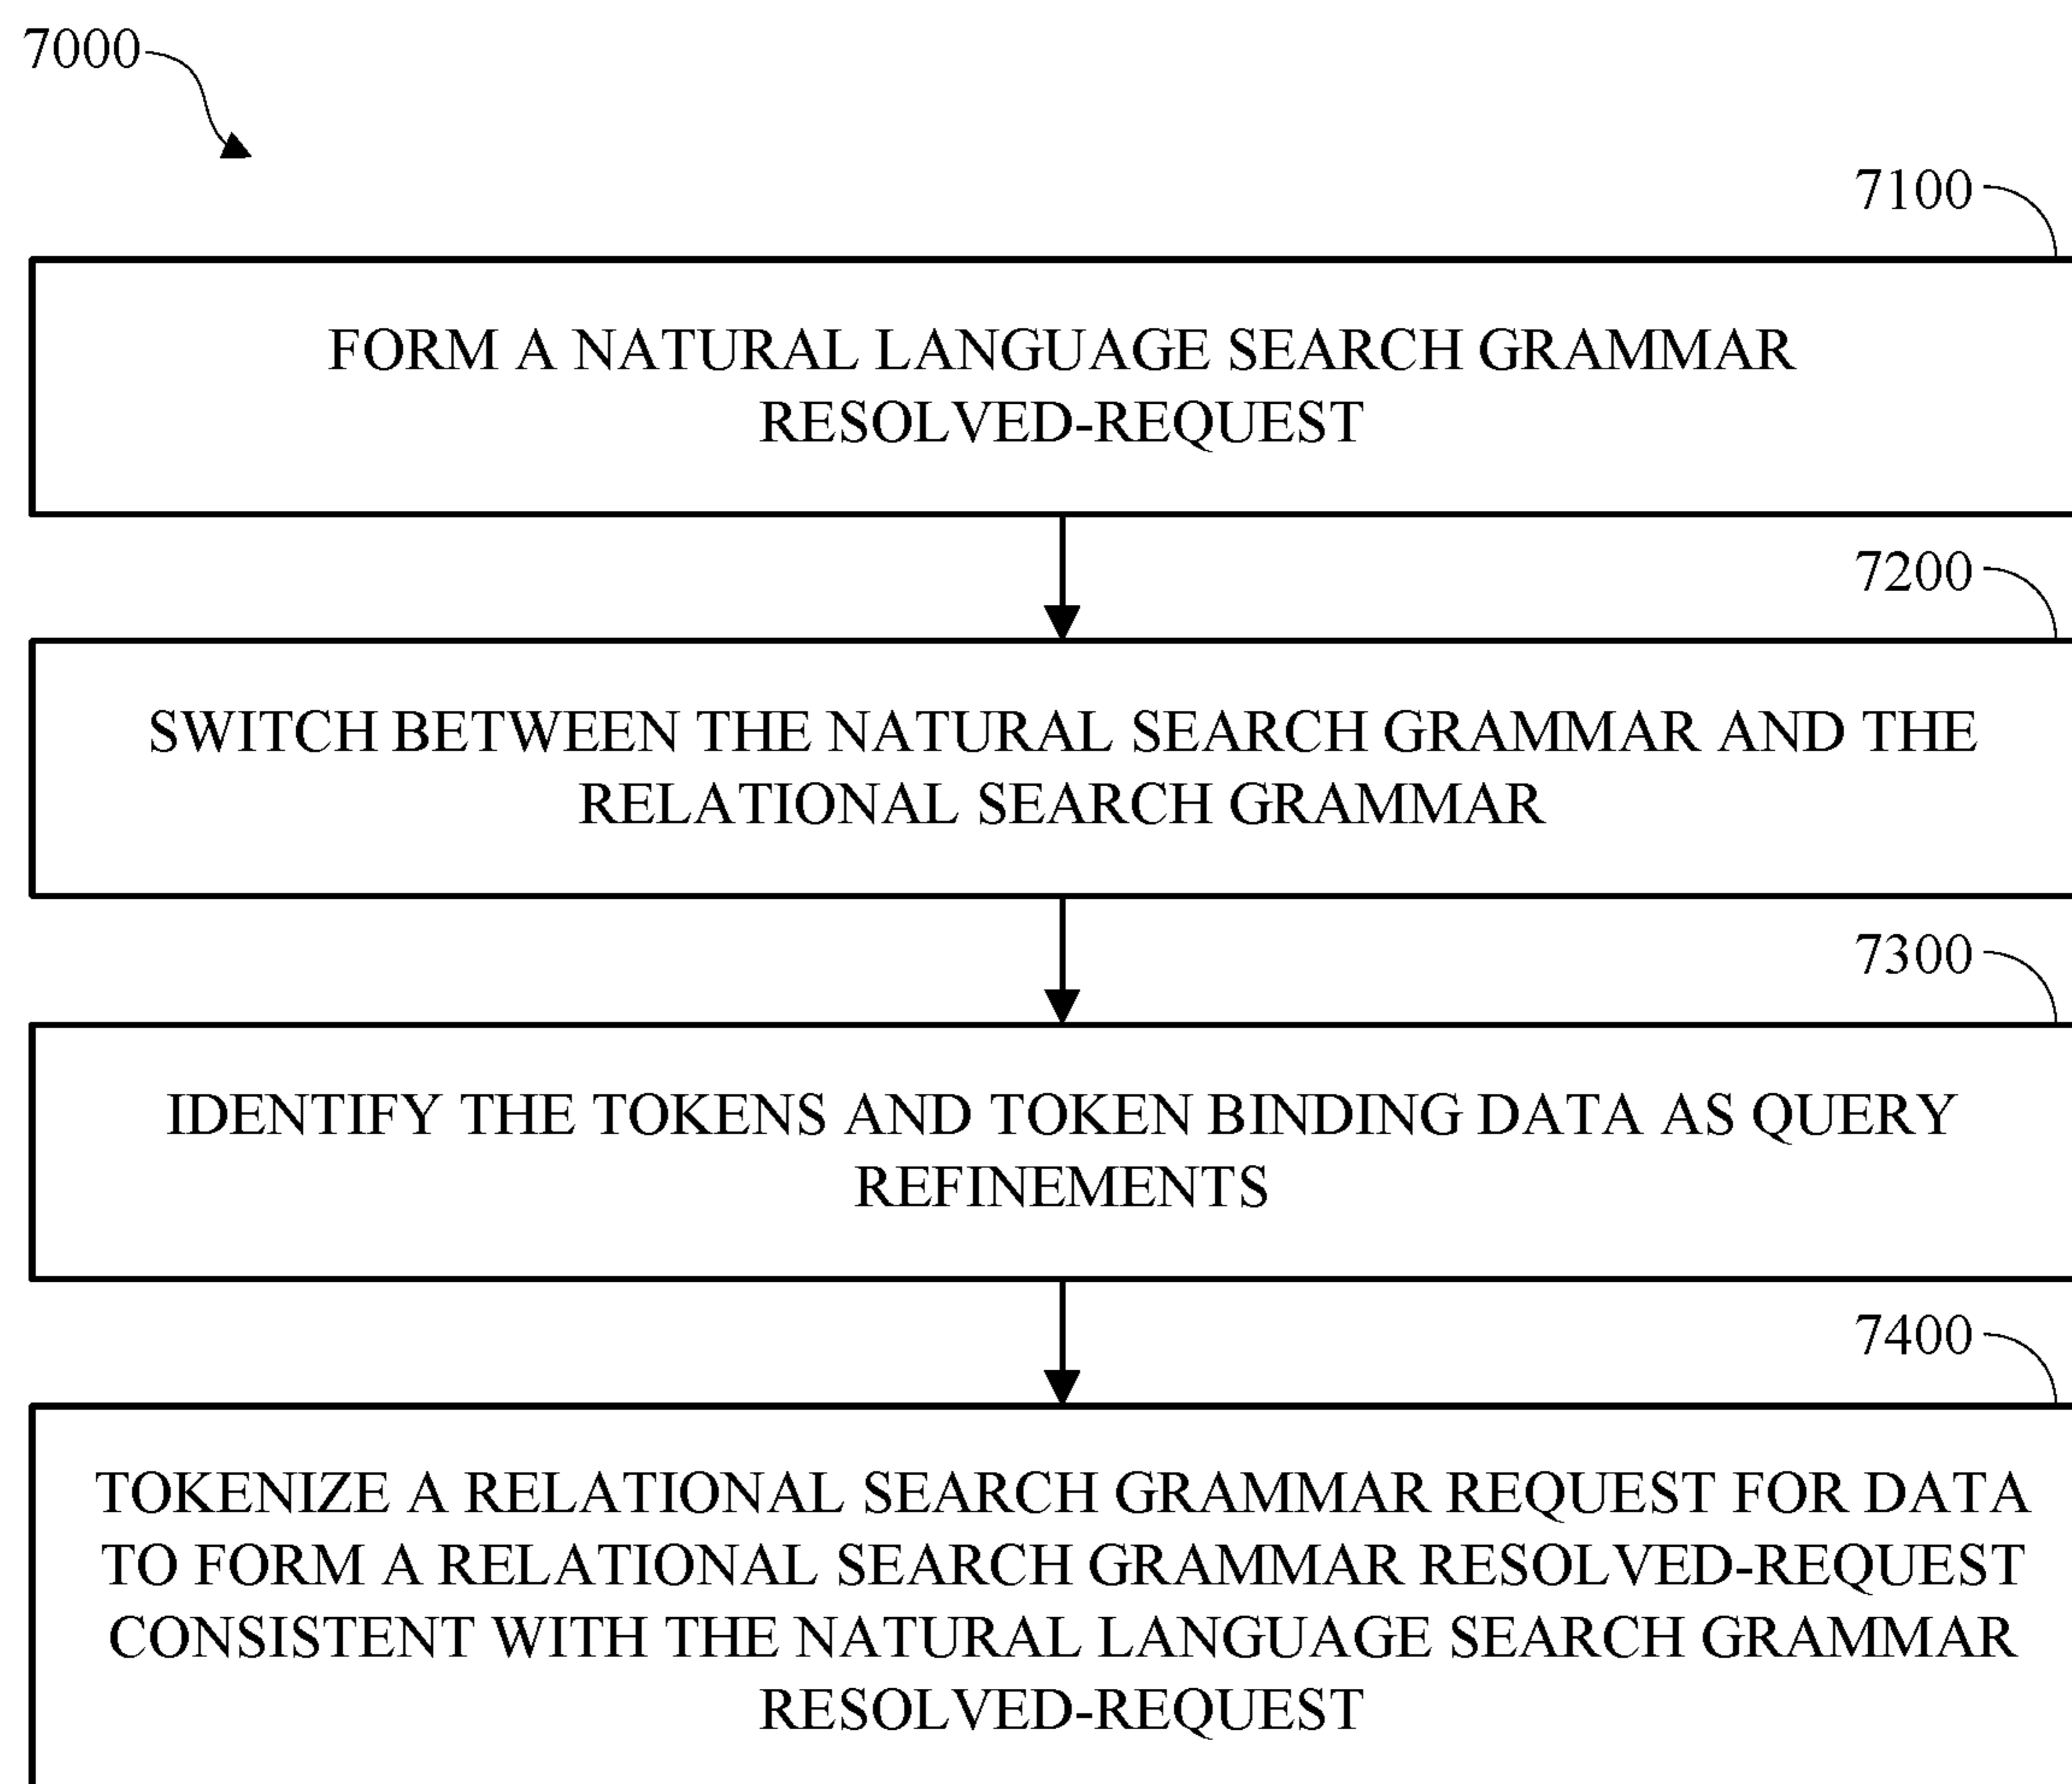 7000
7100
FORM A NATURAL LANGUAGE SEARCH GRAMMAR
RESOLVED-REQUEST
7200
SWITCH BETWEEN THE NATURAL SEARCH GRAMMAR AND THE
RELATIONAL SEARCH GRAMMAR
7300
IDENTIFY THE TOKENS AND TOKEN BINDING DATA AS QUERY
REFINEMENTS
7400
TOKENIZE A RELATIONAL SEARCH GRAMMAR REQUEST FOR DATA
TO FORM A RELATIONAL SEARCH GRAMMAR RESOLVED-REQUEST
CONSISTENT WITH THE NATURAL LANGUAGE SEARCH GRAMMAR
RESOLVED-REQUEST